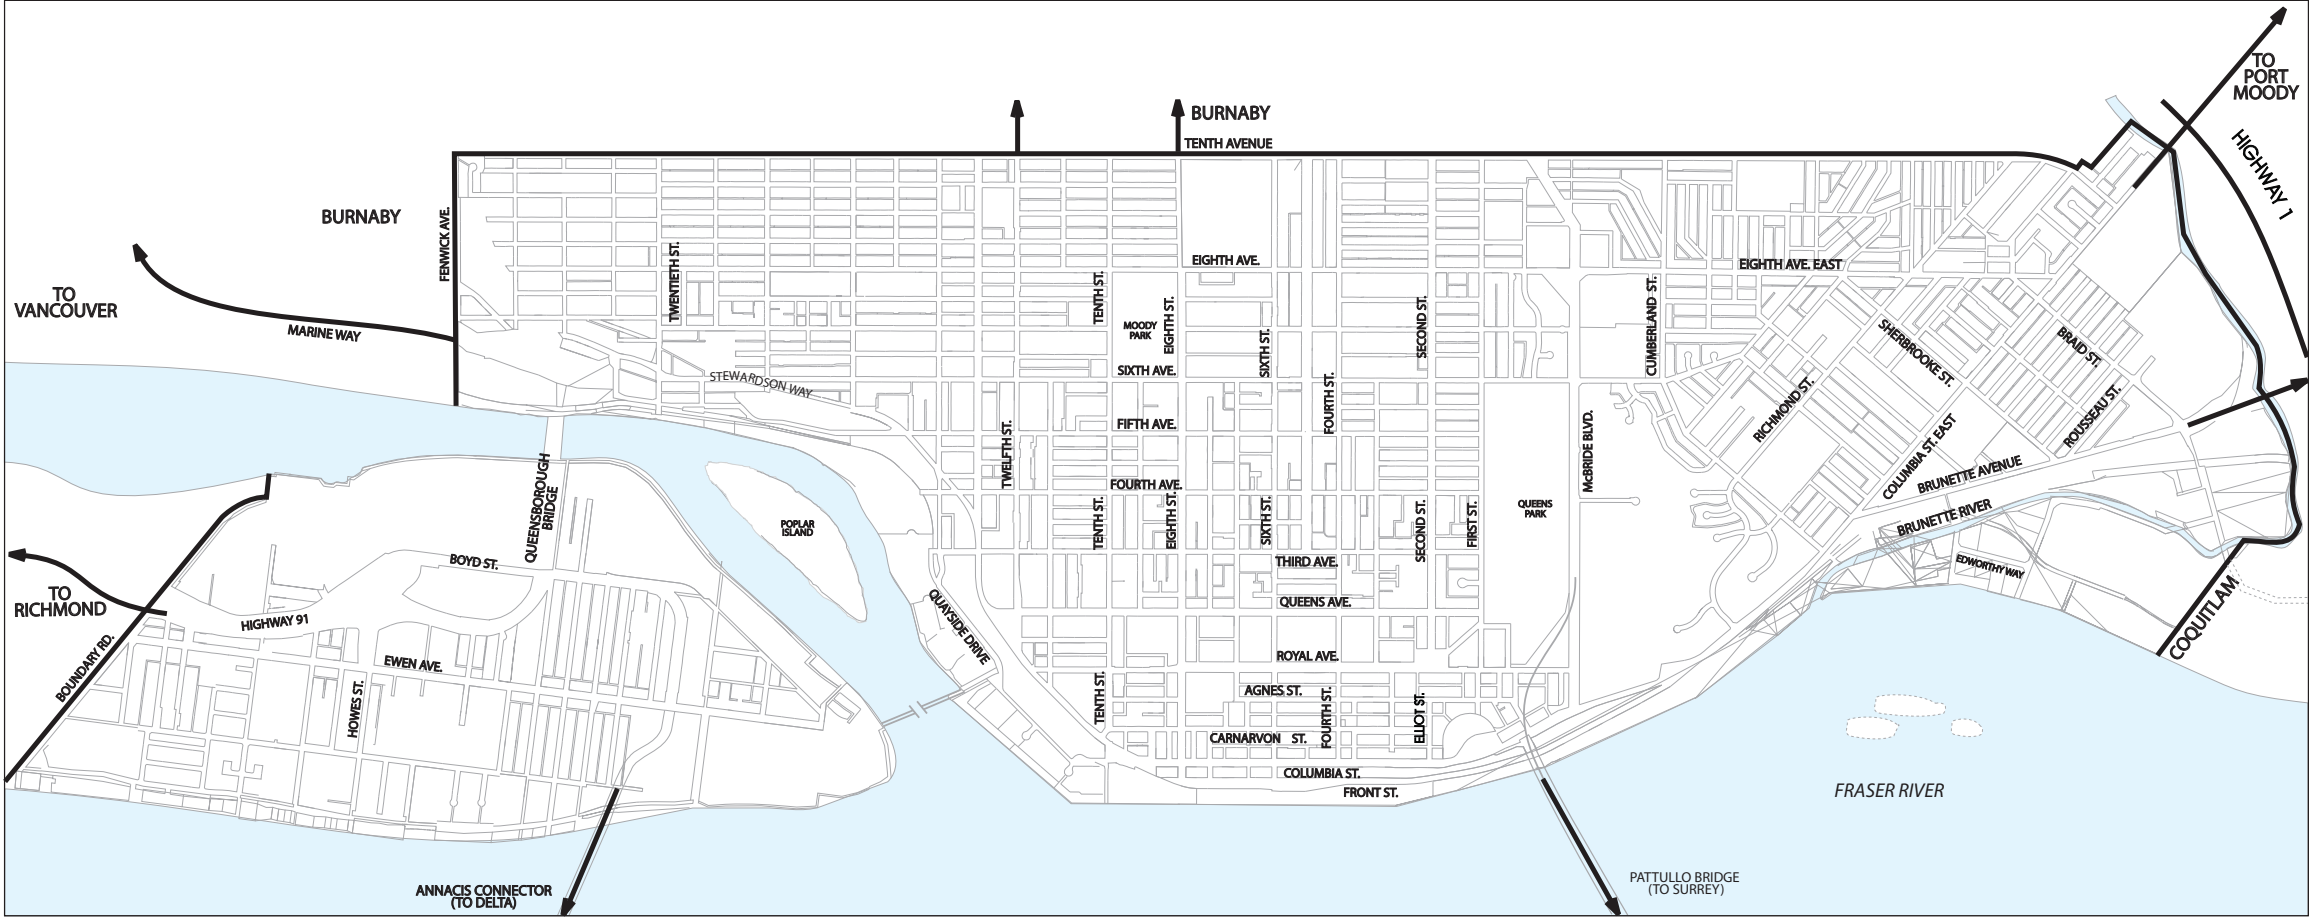 TO
PORT
MOODY
BURNABY
TENTH AVENUE
HIGHWAY 1
BURNABY
FENWICK AVE.
TWENTIETH ST.
EIGHTH AVE.
EIGHTH AVE. EAST
TENTH ST.
EIGHTH ST.
SECOND ST.
CUMBERLAND ST.
TO
VANCOUVER
MARINE WAY
MOODY
PARK
SIXTH ST.
SHERBROOKE ST.
BRAID ST.
SIXTH AVE.
STEWARDSON WAY
FOURTH ST.
RICHMOND ST.
ROUSSEAU ST.
FIFTH AVE.
TWELFTH ST.
McBRIDE BLVD.
COLUMBIA ST. EAST
BRUNETTE AVENUE
FOURTH AVE.
QUEENSBOROUGH
BRIDGE
POPLAR
ISLAND
TENTH ST.
EIGHTH ST.
SIXTH ST.
SECOND ST.
FIRST ST.
QUEENS
PARK
BRUNETTE RIVER
BOYD ST.
THIRD AVE.
EDWORTHY WAY
TO
RICHMOND
HIGHWAY 91
QUEENS AVE.
QUAYSIDE DRIVE
COQUITLAM
BOUNDARY RD.
EWEN AVE.
ROYAL AVE.
HOWES ST.
TENTH ST.
AGNES ST.
FOURTH ST.
ELLIOT ST.
CARNARVON ST.
COLUMBIA ST.
FRONT ST.
FRASER RIVER
ANNACIS CONNECTOR
(TO DELTA)
PATTULLO BRIDGE
(TO SURREY)